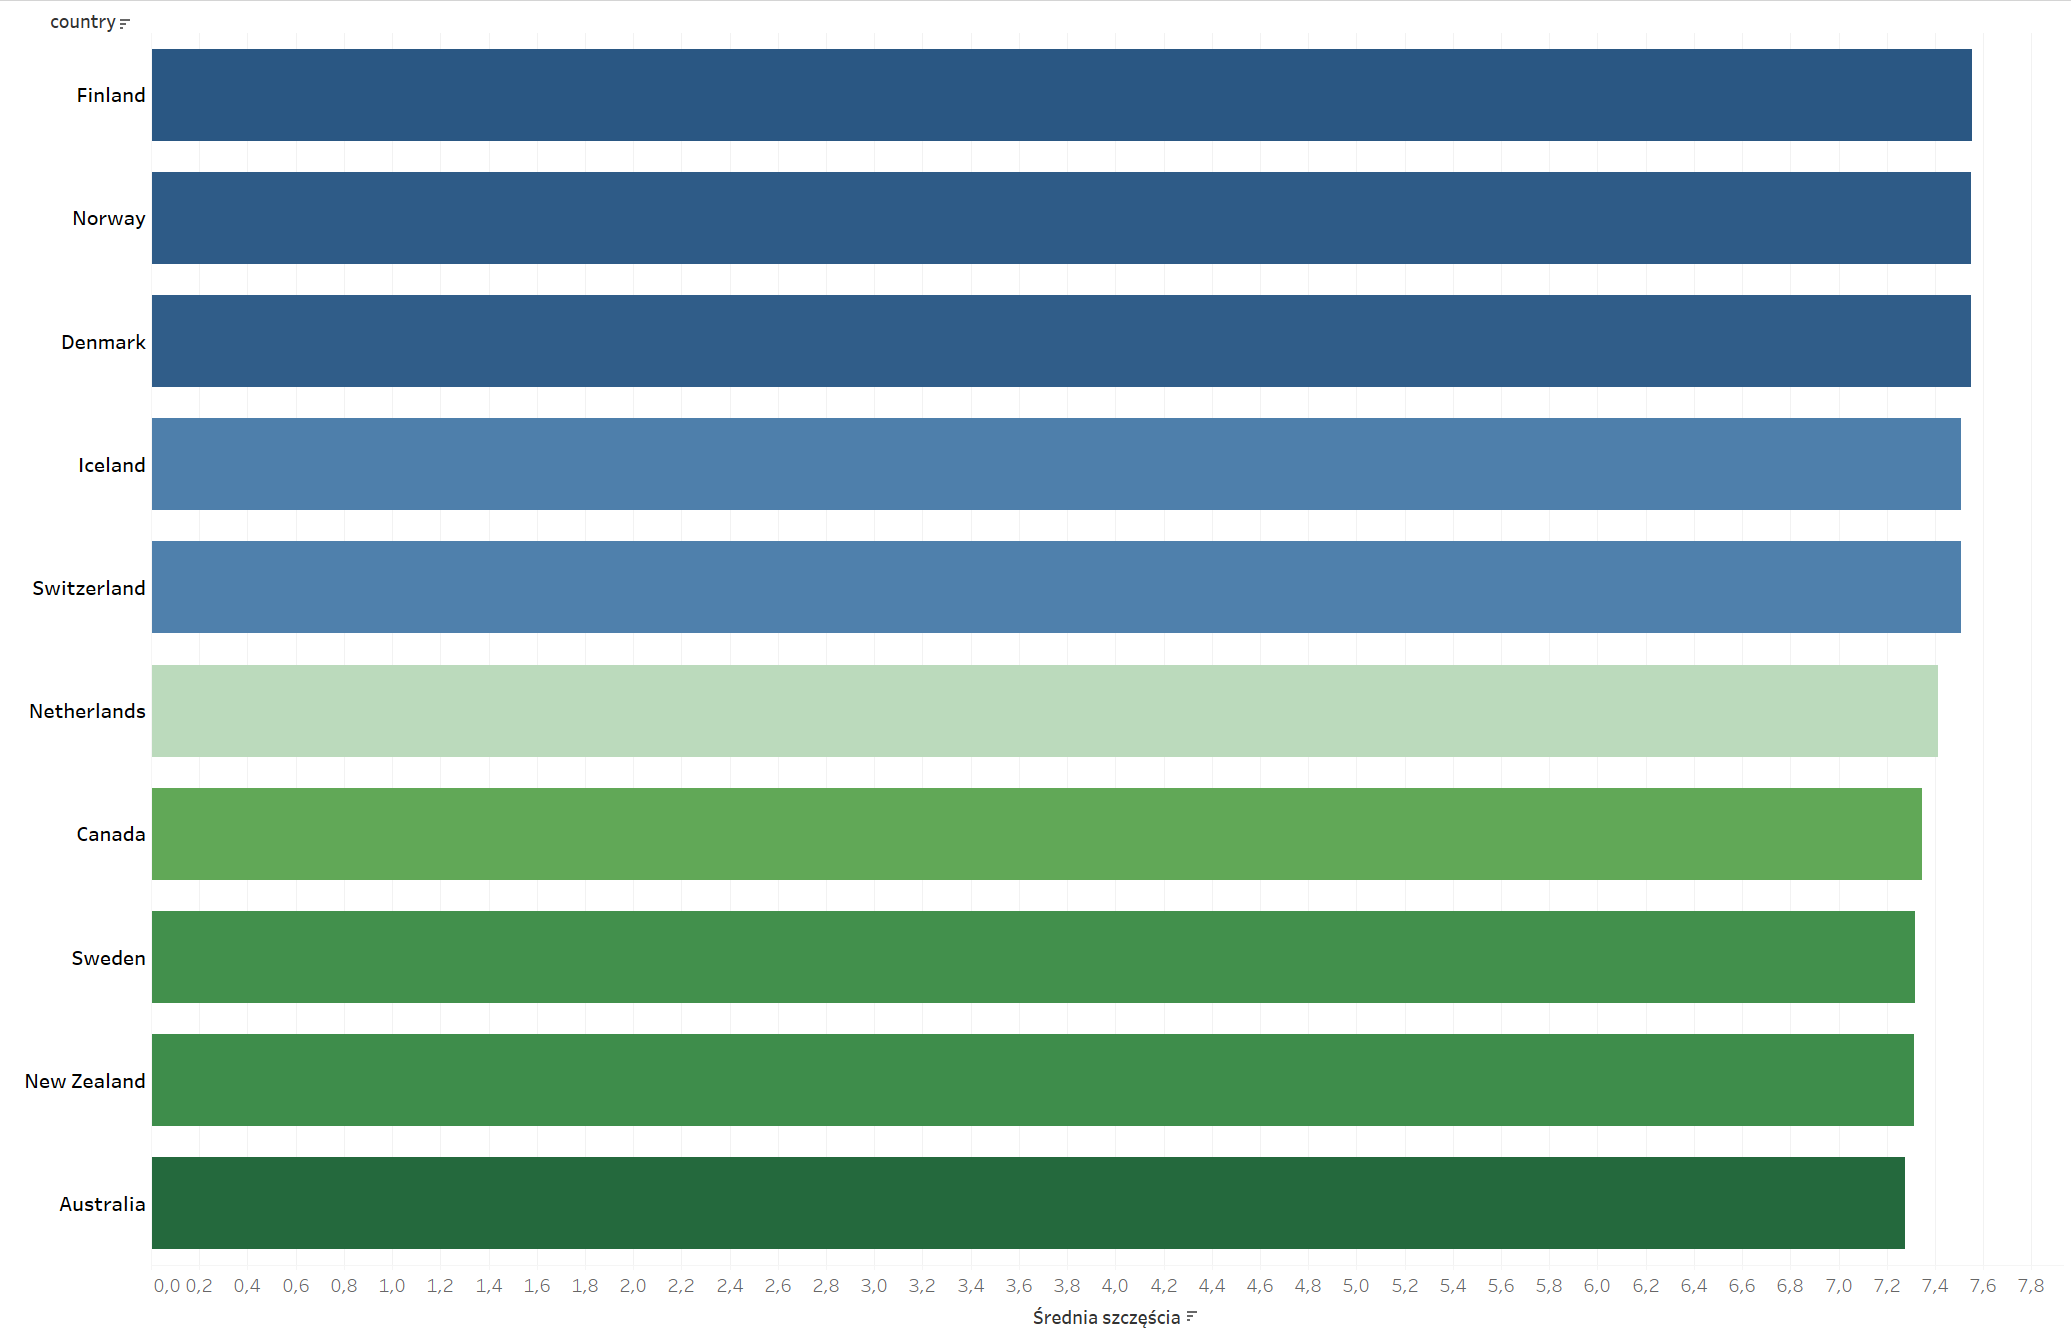 country
Finland
Norway
Denmark
Iceland
Switzerland
Netherlands
Canada
Sweden
New Zealand
Australia
0,0 0,2 0,4 0,6 0,8 1,0 1,2 1,4 1,6 1,8 2,0 2,2 2,4 2,6 2,8 3,0 3,2 3,4 3,6 3,8 4,0 4,2 4,4 4,6 4,8 5,0 5,2 5,4 5,6 5,8 6,0 6,2 6,4 6,6 6,8 7,0 7,2 7,4 7,6 7,8
Średnia szczęścia